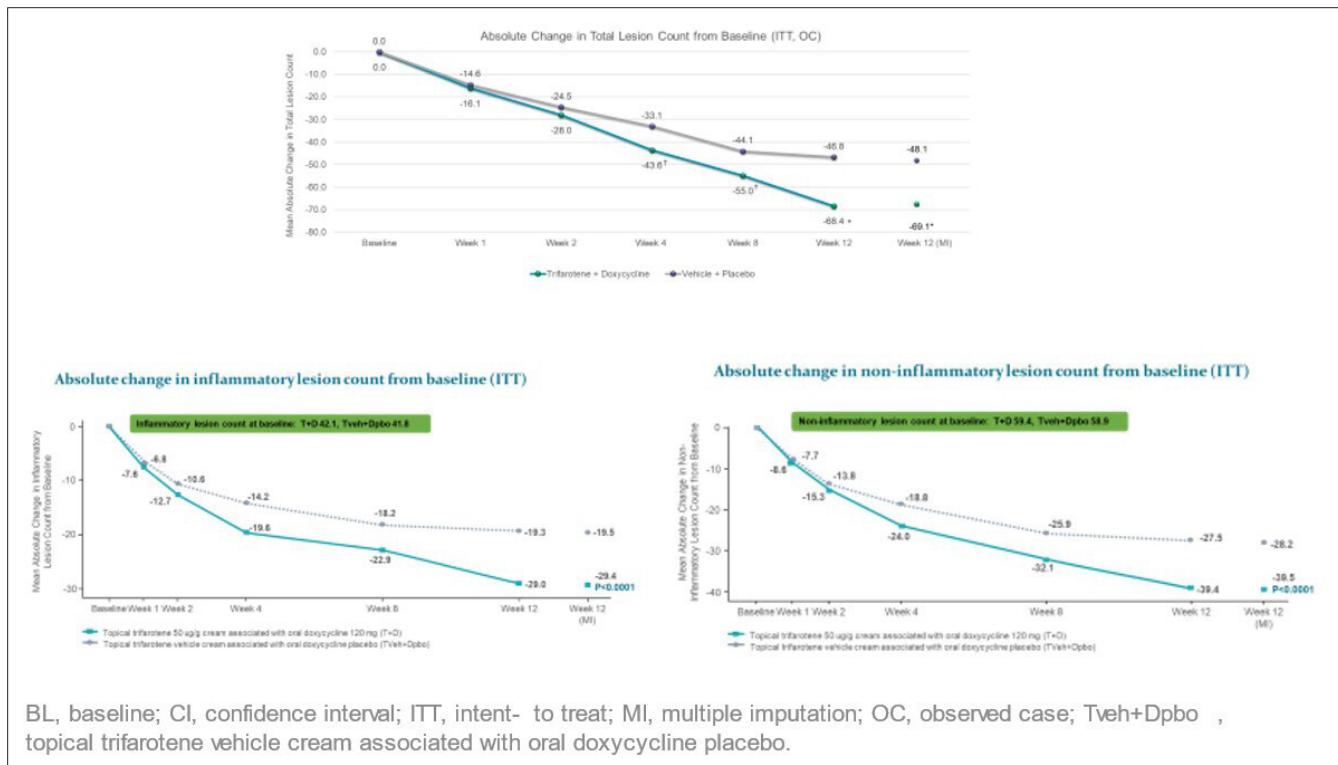 Absolute Change in Total Lesion Count from Baseline (ITT, OC)
Mean Absolute Change in Total Lesion Count
0.0
-10.0
-20.0
-30.0
-40.0
-50.0
-60.0
-70.0
-80.0
0.0
0.0
-14.6
-16.1
-24.5
-28.0
-33.1
-43.6†
-44.1
-55.0†
-46.8
-68.4 *
-48.1
-69.1*
Baseline
Week 1
Week 2
Week 4
Week 8
Week 12
Week 12 (MI)
Trifarotene + Doxycycline
Vehicle + Placebo
Absolute change in inflammatory lesion count from baseline (ITT)
Inflammatory lesion count at baseline: T+D 42.1, Tveh+Dpbo 41.8
Mean Absolute Change in Inflammatory
Lesion Count from Baseline
0
-10
-20
-30
-6.8
-7.6
-10.6
-12.7
-14.2
-19.6
-18.2
-22.9
-19.3
-29.0
-19.5
-29.4
P<0.0001
Baseline
Week 1
Week 2
Week 4
Week 8
Week 12
Week 12
(MI)
Topical trifarotene 50 ug/g cream associated with oral doxycycline 120 mg (T+D)
Topical trifarotene vehicle cream associated with oral doxycycline placebo (TVeh+Dpbo)
Absolute change in non-inflammatory lesion count from baseline (ITT)
Non-inflammatory lesion count at baseline: T+D 59.4, Tveh+Dpbo 58.9
Mean Absolute Change in Non-
Inflammatory Lesion Count from Baseline
0
-10
-20
-30
-40
-7.7
-8.6
-13.8
-15.3
-18.8
-24.0
-25.9
-32.1
-27.5
-39.4
-28.2
-39.5
P<0.0001
Baseline
Week 1
Week 2
Week 4
Week 8
Week 12
Week 12
(MI)
Topical trifarotene 50 ug/g cream associated with oral doxycycline 120 mg (T+D)
Topical trifarotene vehicle cream associated with oral doxycycline placebo (TVeh+Dpbo)
BL, baseline; CI, confidence interval; ITT, intent- to treat; MI, multiple imputation; OC, observed case; Tveh+Dpbo ,
topical trifarotene vehicle cream associated with oral doxycycline placebo.